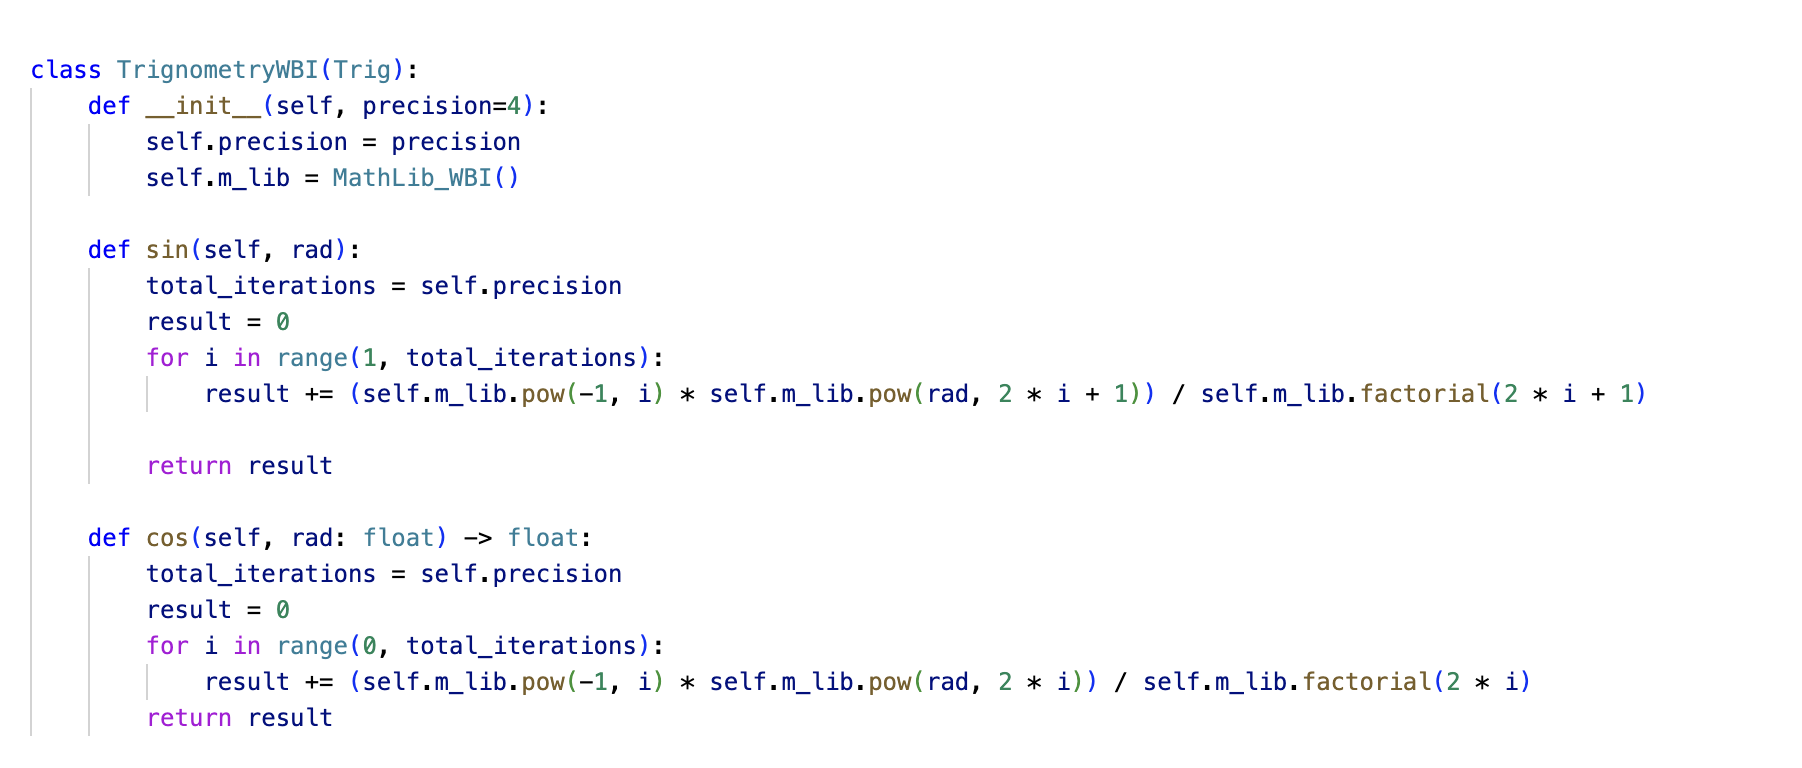 class TrignometryWBI(Trig):
    def __init__(self, precision=4):
        self.precision = precision
        self.m_lib = MathLib_WBI()

    def sin(self, rad):
        total_iterations = self.precision
        result = 0
        for i in range(1, total_iterations):
            result += (self.m_lib.pow(-1, i) * self.m_lib.pow(rad, 2 * i + 1)) / self.m_lib.factorial(2 * i + 1)

        return result

    def cos(self, rad: float) -> float:
        total_iterations = self.precision
        result = 0
        for i in range(0, total_iterations):
            result += (self.m_lib.pow(-1, i) * self.m_lib.pow(rad, 2 * i)) / self.m_lib.factorial(2 * i)
        return result